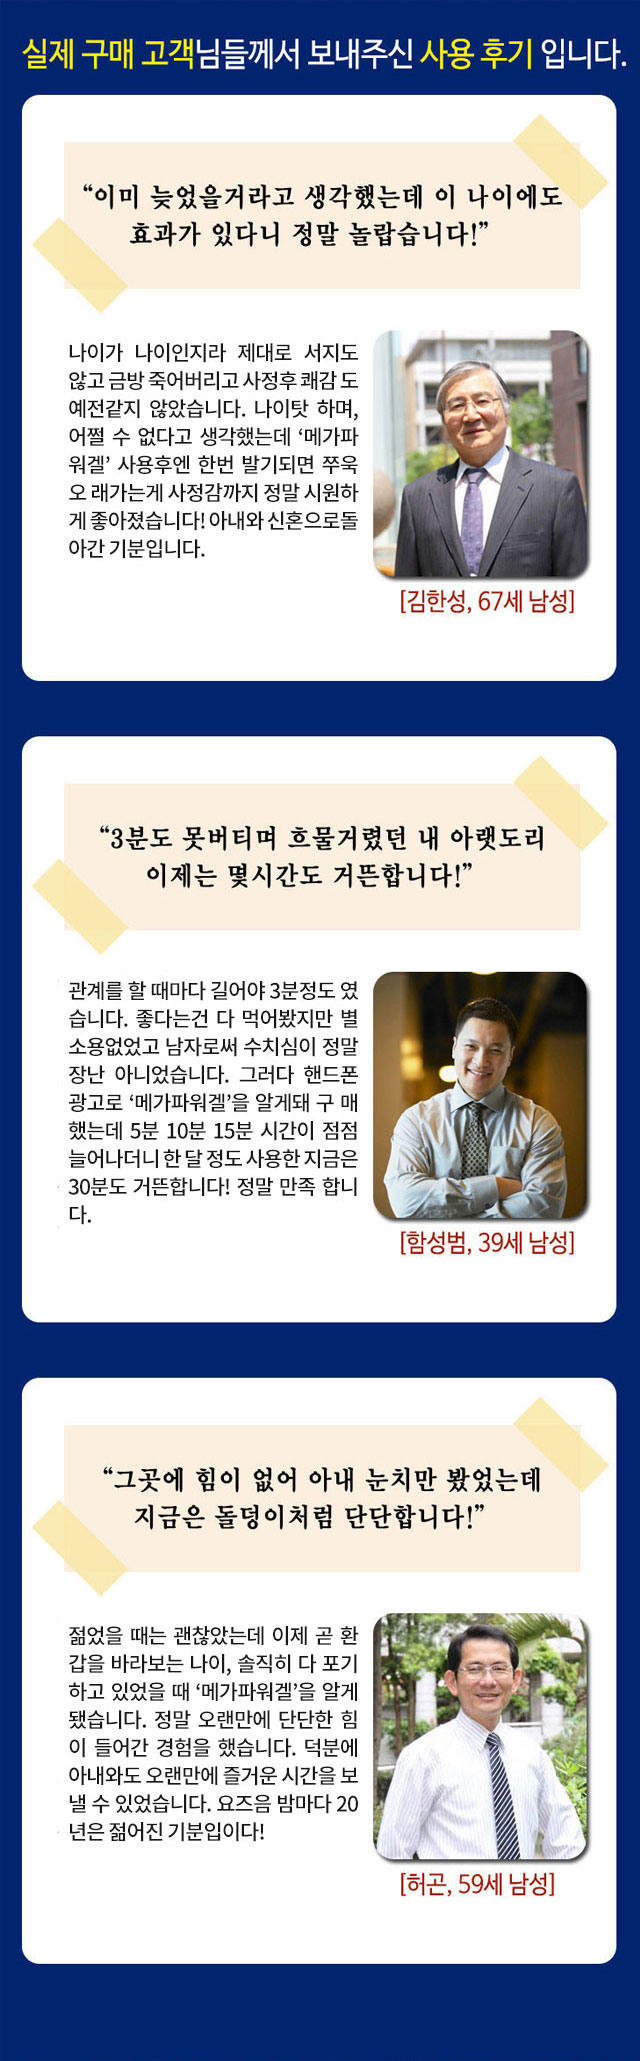 실제 구매 고객님들께서 보내주신 사용 후기 입니다.
“이미 늦었을거라고 생각했는데 이 나이에도
효과가 있다니 정말 놀랍습니다!”
나이가 나이인지라 제대로 서지도
않고 금방 죽어버리고 사정후 쾌감 도
예전같지 않았습니다. 나이탓 하며,
어쩔 수 없다고 생각했는데 ‘메가파
워겔’ 사용후엔 한번 발기되면 쭈욱
오 래가는게 사정감까지 정말 시원하
게 좋아졌습니다! 아내와 신혼으로돌
아간 기분입니다.
[김한성, 67세 남성]
“3분도 못버티며 흐물거렸던 내 아랫도리
이제는 몇시간도 거뜬합니다!”
관계를 할 때마다 길어야 3분정도 였
습니다. 좋다는건 다 먹어봤지만 별
소용없었고 남자로써 수치심이 정말
장난 아니었습니다. 그러다 핸드폰
광고로 ‘메가파워겔’을 알게돼 구 매
했는데 5분 10분 15분 시간이 점점
늘어나더니 한 달 정도 사용한 지금은
30분도 거뜬합니다! 정말 만족 합니
다.
[함성범, 39세 남성]
“그곳에 힘이 없어 아내 눈치만 봤었는데
지금은 돌덩이처럼 단단합니다!”
젊었을 때는 괜찮았는데 이제 곧 환
갑을 바라보는 나이, 솔직히 다 포기
하고 있었을 때 ‘메가파워겔’을 알게
됐습니다. 정말 오랜만에 단단한 힘
이 들어간 경험을 했습니다. 덕분에
아내와도 오랜만에 즐거운 시간을 보
낼 수 있었습니다. 요즈음 밤마다 20
년은 젊어진 기분입이다!
[허곤, 59세 남성]